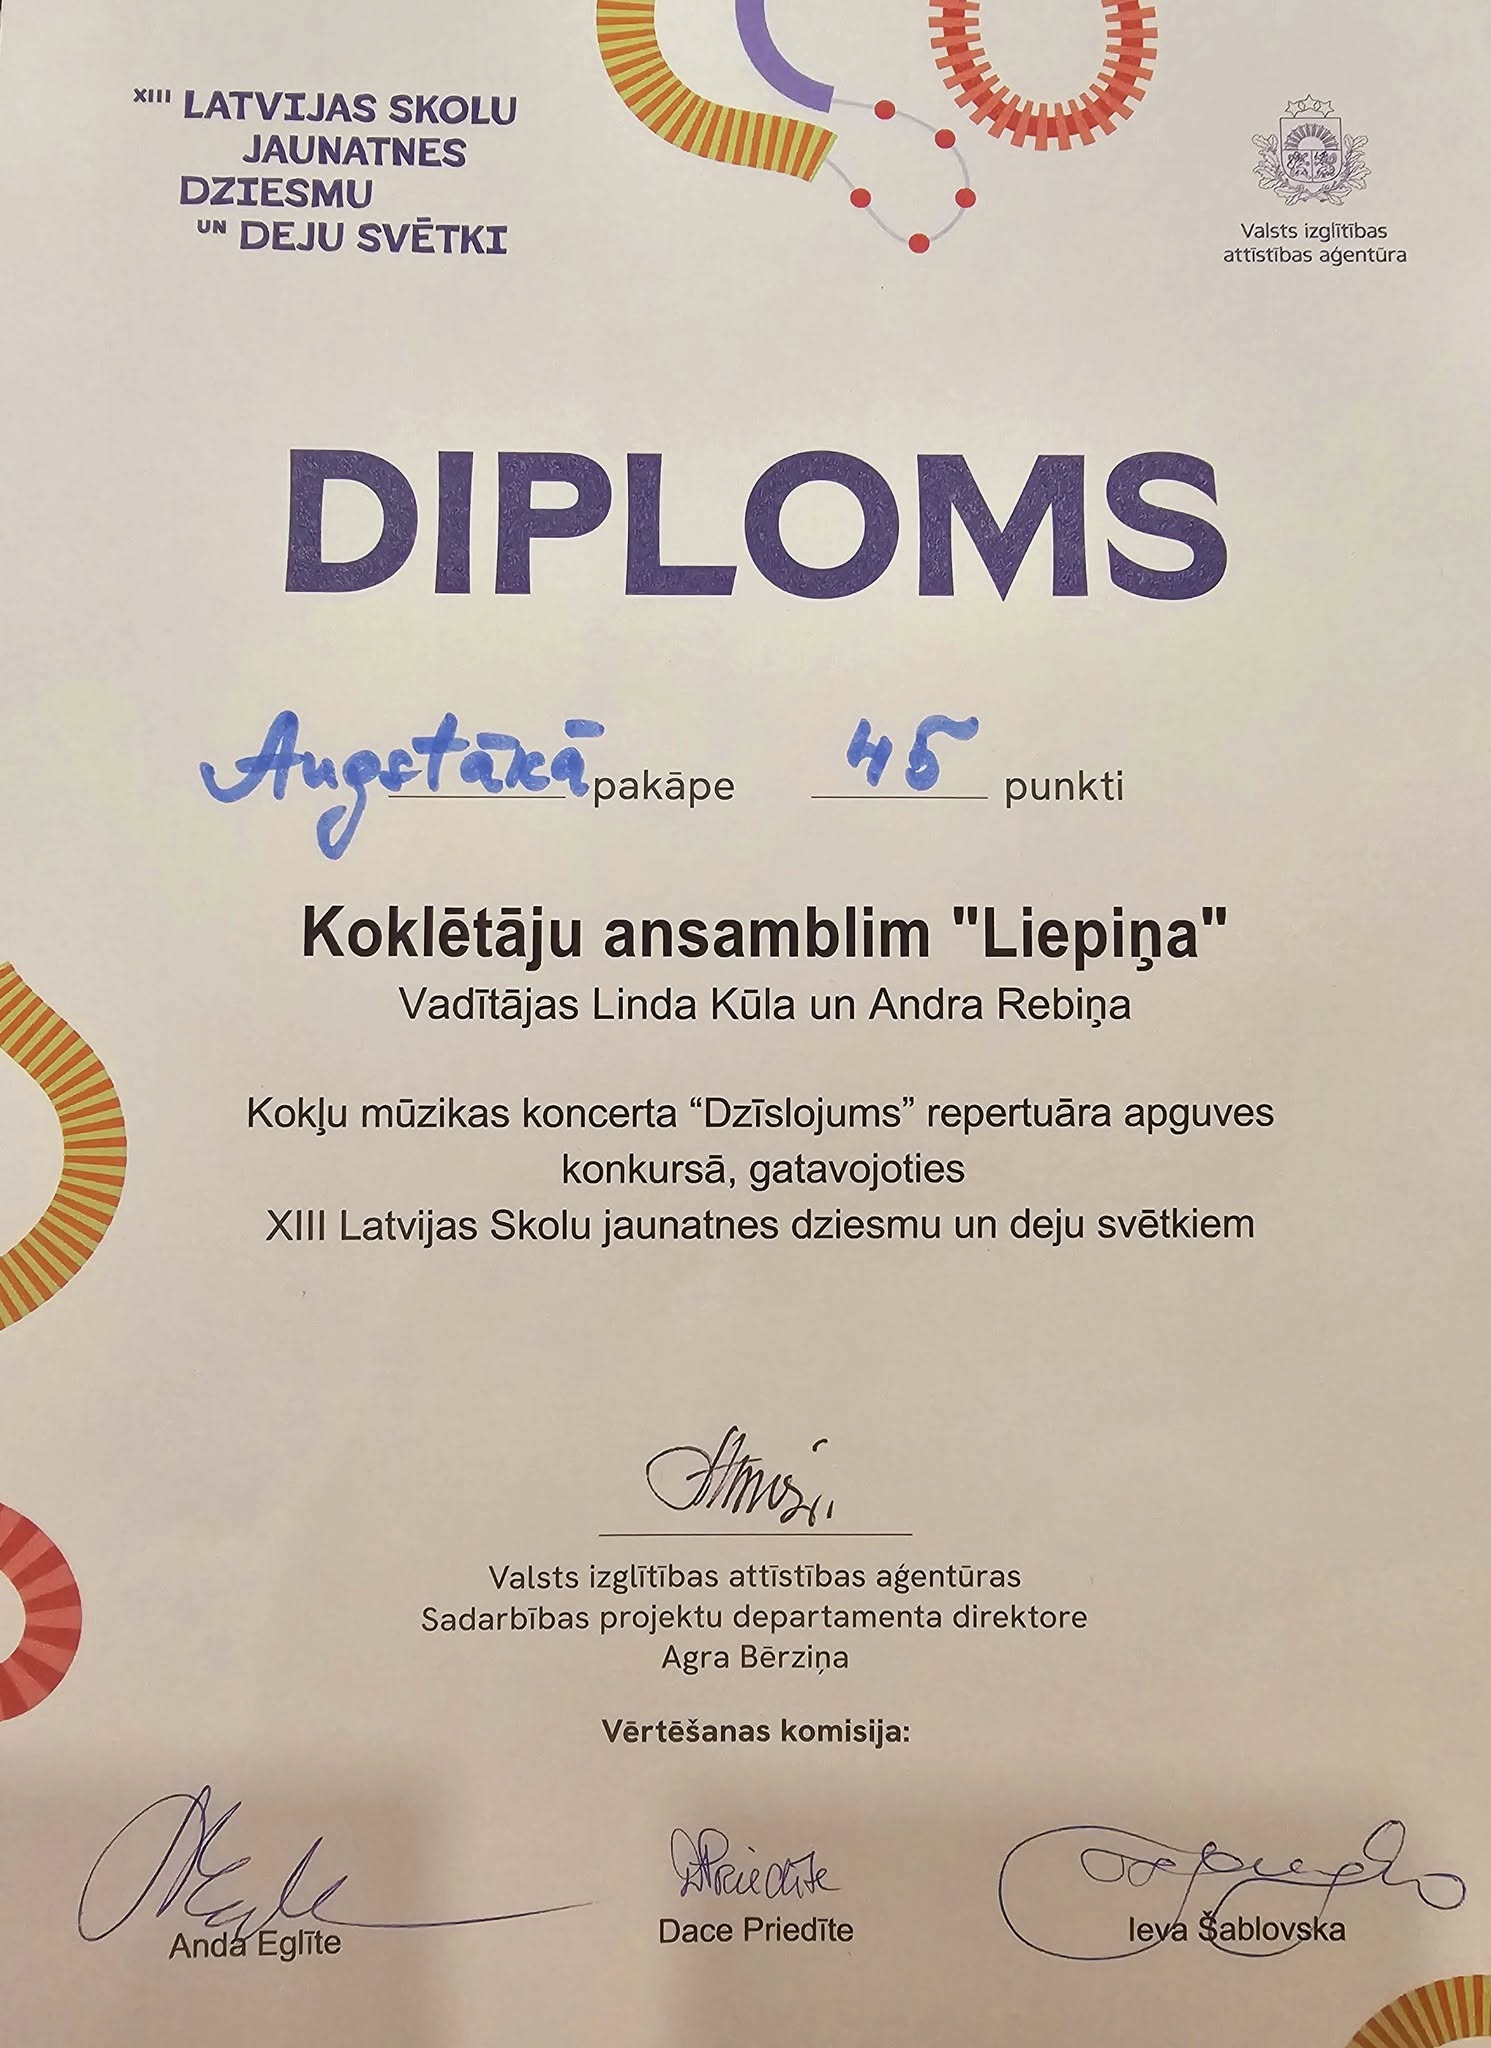 XIII LATVIJAS SKOLU
JAUNATNES
DZIESMU
UN DEJU SVĒTKI
Valsts izglītības
attīstības aģentūra
DIPLOMS
Augstākā pakāpe 45 punkti
Koklētāju ansamblim "Liepiņa"
Vadītājas Linda Kūla un Andra Rebiņa
Kokļu mūzikas koncerta “Dzīslojums” repertuāra apguves
konkursā, gatavojoties
XIII Latvijas Skolu jaunatnes dziesmu un deju svētkiem
Valsts izglītības attīstības aģentūras
Sadarbības projektu departamenta direktore
Agra Bērziņa
Vērtēšanas komisija:
DPriedīte
Anda Eglīte
Dace Priedīte
Ieva Šablovska